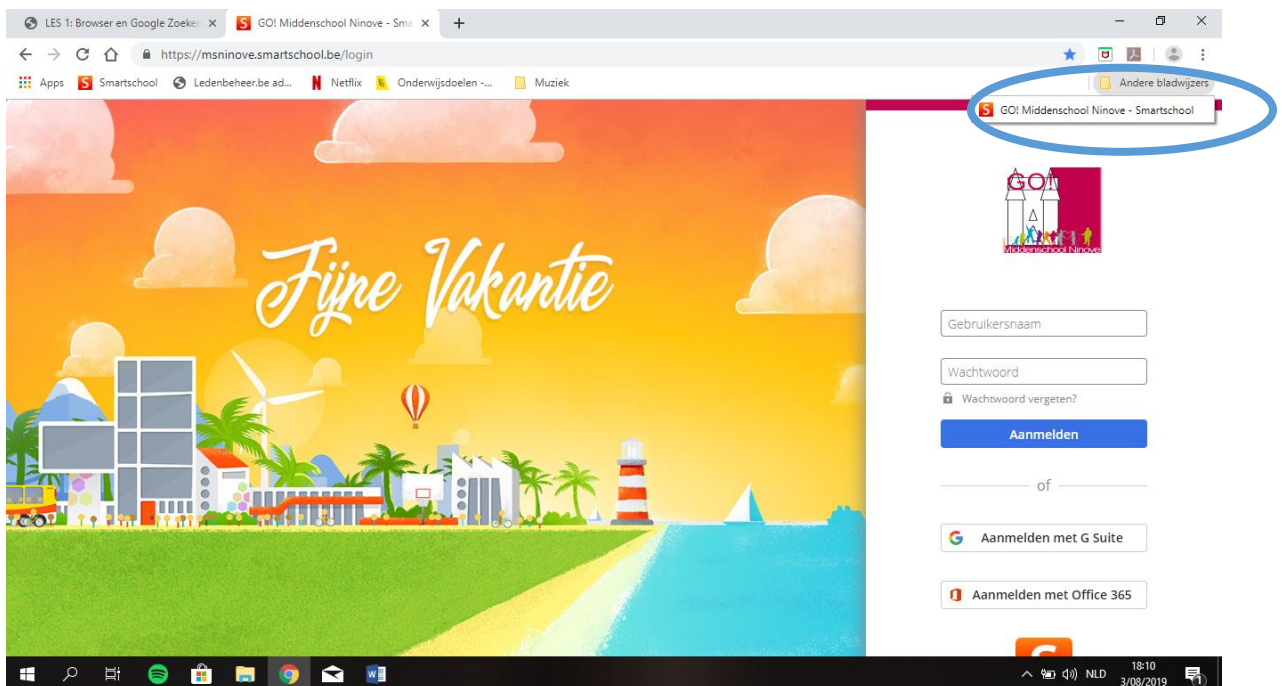 LES 1: Browser en Google Zoeke
GO! Middenschool Ninove - Sma
https://msninove.smartschool.be/login
Apps Smartschool Ledenbeheer.be ad... Netflix Onderwijsdoelen -... Muziek Andere bladwijzers
GO! Middenschool Ninove - Smartschool
GO!
Middenschool Ninove
Fijne Vakantie
Gebruikersnaam
Wachtwoord
Wachtwoord vergeten?
Aanmelden
of
Aanmelden met G Suite
Aanmelden met Office 365
NLD
18:10
3/08/2019